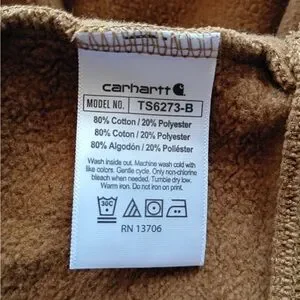 carhartt
MODEL NO. TS6273-B
80% Cotton / 20% Polyester
80% Coton / 20% Polyester
80% Algodón / 20% Poliéster
Wash inside out. Machine wash cold with
like colors. Gentle cycle. Only non-chlorine
bleach when needed. Tumble dry low.
Warm iron. Do not iron on print.
30C
RN 13706